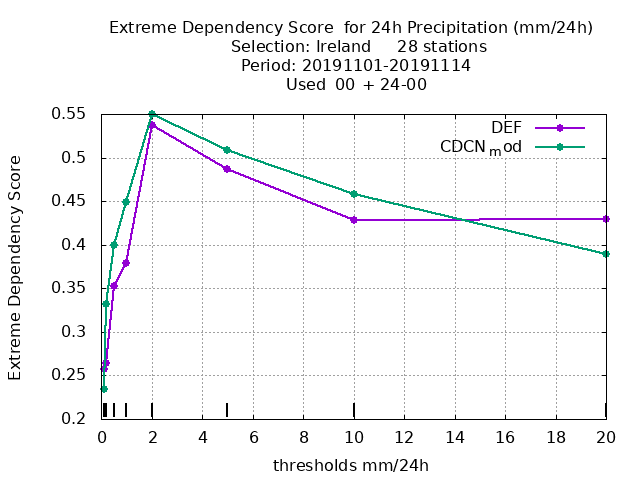 Extreme Dependency Score  for 24h Precipitation (mm/24h)
Selection: Ireland     28 stations
Period: 20191101-20191114
Used  00  + 24-00
DEF
CDCNmod
Extreme Dependency Score
0.55
0.5
0.45
0.4
0.35
0.3
0.25
0.2
0 2 4 6 8 10 12 14 16 18 20
thresholds mm/24h